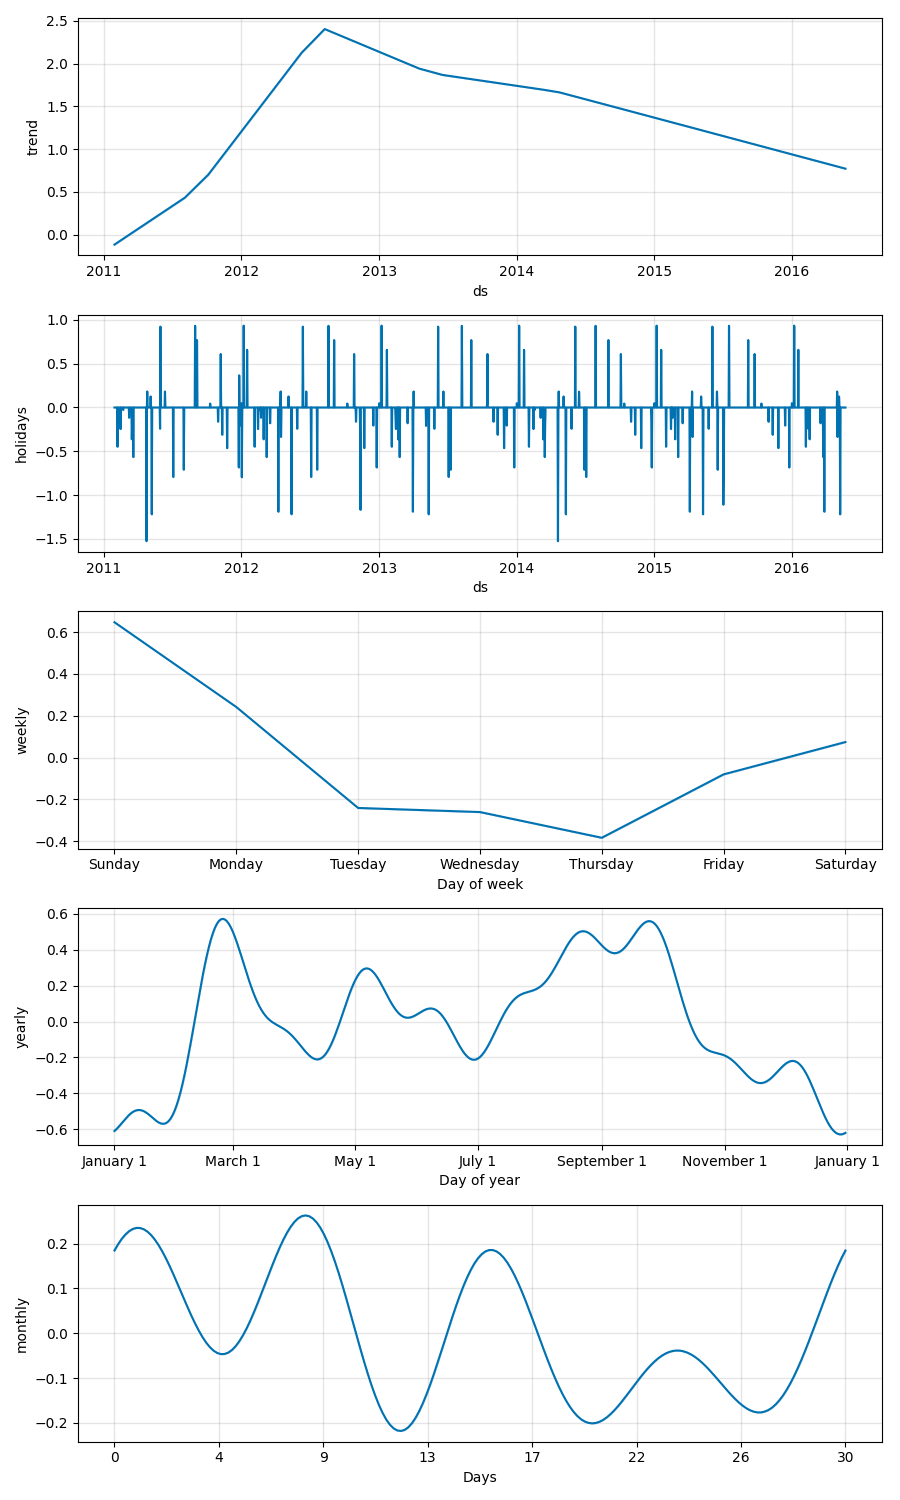 2.5
2.0
1.5
1.0
0.5
0.0
trend
2011 2012 2013 2014 2015 2016
ds
1.0
0.5
0.0
−0.5
−1.0
−1.5
holidays
2011 2012 2013 2014 2015 2016
ds
0.6
0.4
0.2
0.0
−0.2
−0.4
weekly
Sunday Monday Tuesday Wednesday Thursday Friday Saturday
Day of week
0.6
0.4
0.2
0.0
−0.2
−0.4
−0.6
yearly
January 1 March 1 May 1 July 1 September 1 November 1 January 1
Day of year
0.2
0.1
0.0
−0.1
−0.2
monthly
0 4 9 13 17 22 26 30
Days